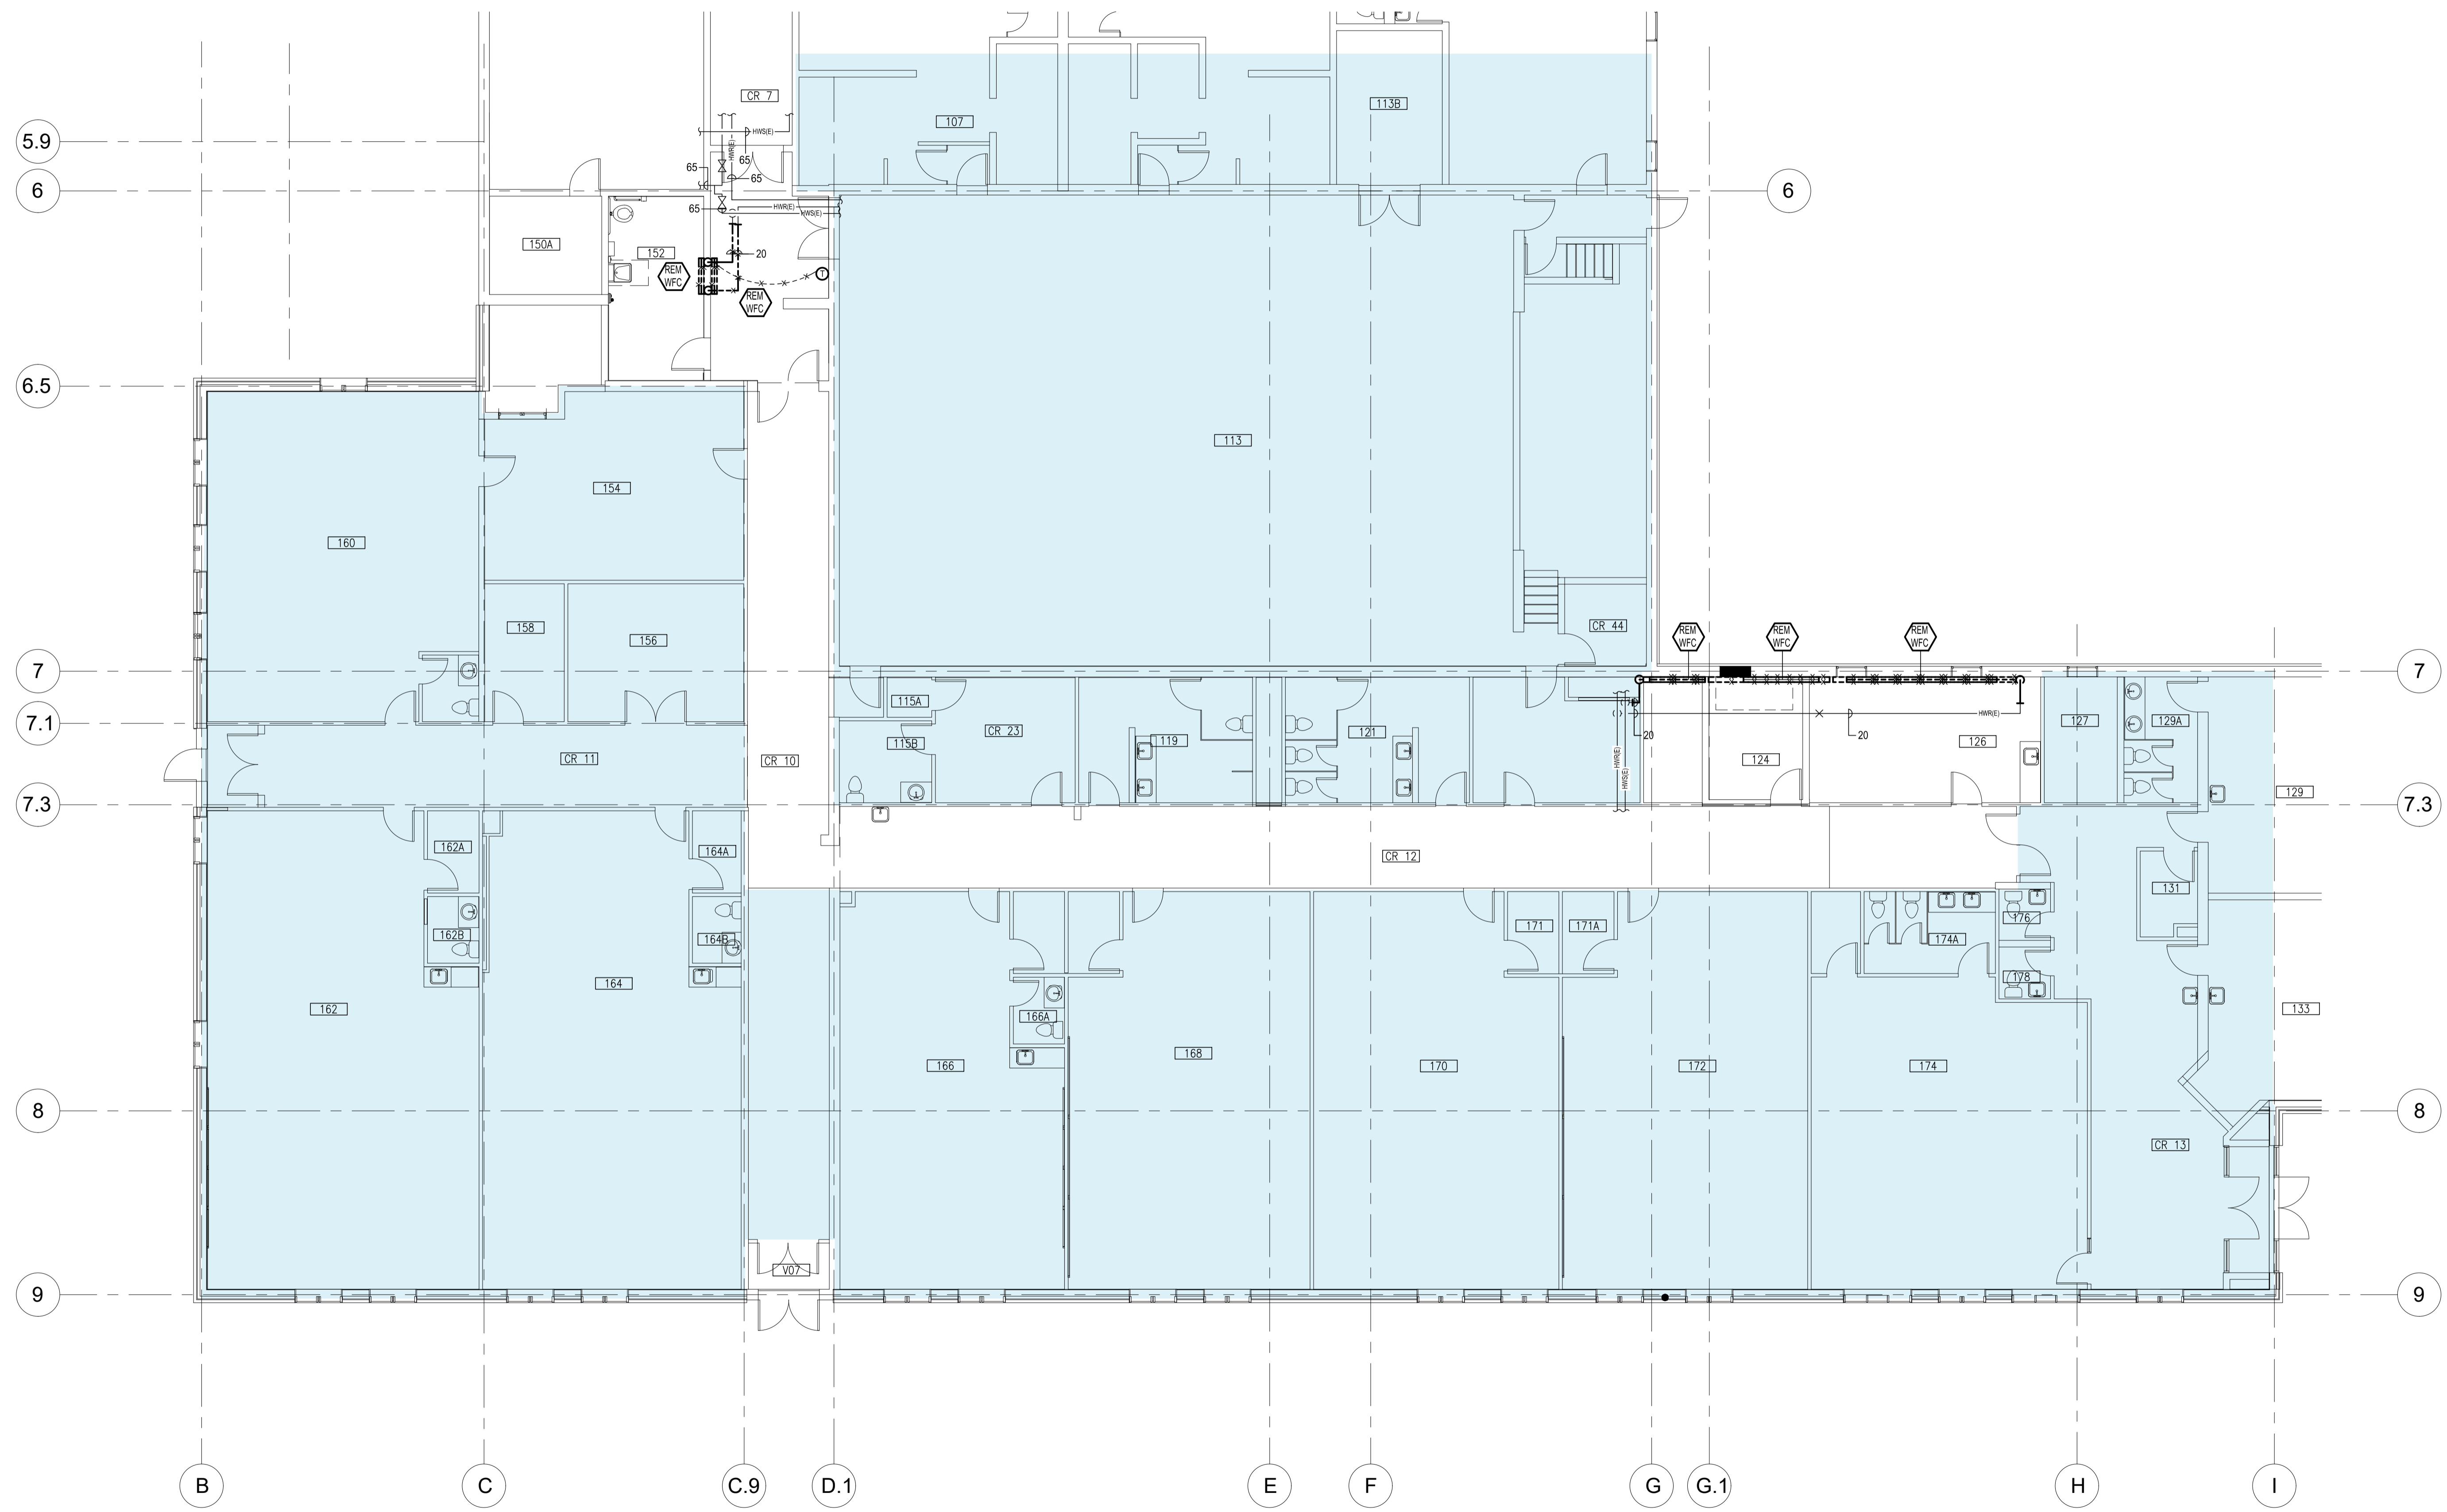 CR 7
107
113B
5.9
HWS(E)
HWR(E)
65
65
65
6
6
65
HWR(E)
HWS(E)
150A
152
20
REM
WFC
T
REM
WFC
6.5
113
154
160
158
156
CR 44
REM
WFC
REM
WFC
REM
WFC
7
7
115A
7.1
CR 23
119
121
115B
HWR(E)
20
20
HWR(E)
HWS(E)
126
127
129A
CR 11
CR 10
124
129
7.3
7.3
162A
164A
CR 12
131
162B
164B
171
171A
174A
176
178
162
164
166A
133
166
168
170
172
174
8
8
CR 13
V07
9
9
B
C
C.9
D.1
E
F
G
G.1
H
I